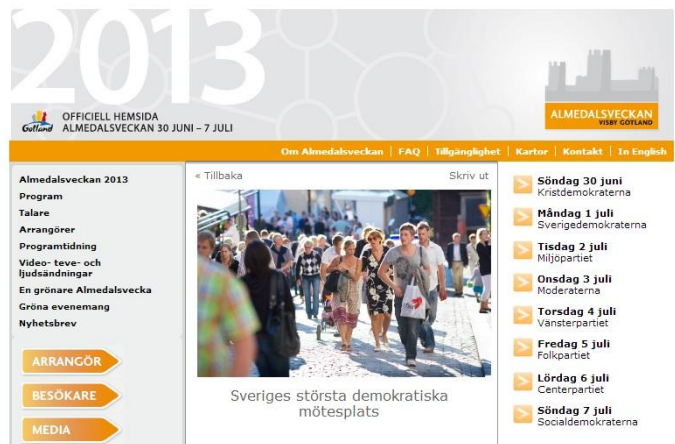 2013
Gotland
OFFICIELL HEMSIDA
ALMEDALSVECKAN 30 JUNI – 7 JULI
ALMEDALSVECKAN
VISBY GOTLAND
Om Almedalsveckan | FAQ | Tillgänglighet | Kartor | Kontakt | In English
Almedalsveckan 2013
Program
Talare
Arrangörer
Programtidning
Video- teve- och
ljudsändningar
En grönare Almedalsvecka
Gröna evenemang
Nyhetsbrev
ARRANGÖR
BESÖKARE
MEDIA
« Tillbaka
Skriv ut
Sveriges största demokratiska
mötesplats
Söndag 30 juni
Kristdemokraterna
Måndag 1 juli
Sverigedemokraterna
Tisdag 2 juli
Miljöpartiet
Onsdag 3 juli
Moderaterna
Torsdag 4 juli
Vänsterpartiet
Fredag 5 juli
Folkpartiet
Lördag 6 juli
Centerpartiet
Söndag 7 juli
Socialdemokraterna